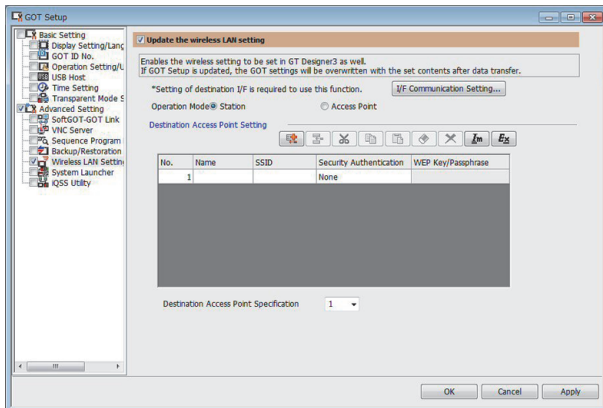 GOT Setup
Basic Setting
Display Setting/Lang
GOT ID No.
Operation Setting/U
USB Host
Time Setting
Transparent Mode S
Advanced Setting
SoftGOT-GOT Link
VNC Server
Sequence Program
Backup/Restoration
Wireless LAN Setting
System Launcher
iQSS Utility
Update the wireless LAN setting
Enables the wireless setting to be set in GT Designer3 as well.
If GOT Setup is updated, the GOT settings will be overwritten with the set contents after data transfer.
*Setting of destination I/F is required to use this function.
I/F Communication Setting...
Operation Mode Station Access Point
Destination Access Point Setting
Im Ex
No. Name SSID Security Authentication WEP Key/Passphrase
1 None
Destination Access Point Specification 1
OK Cancel Apply